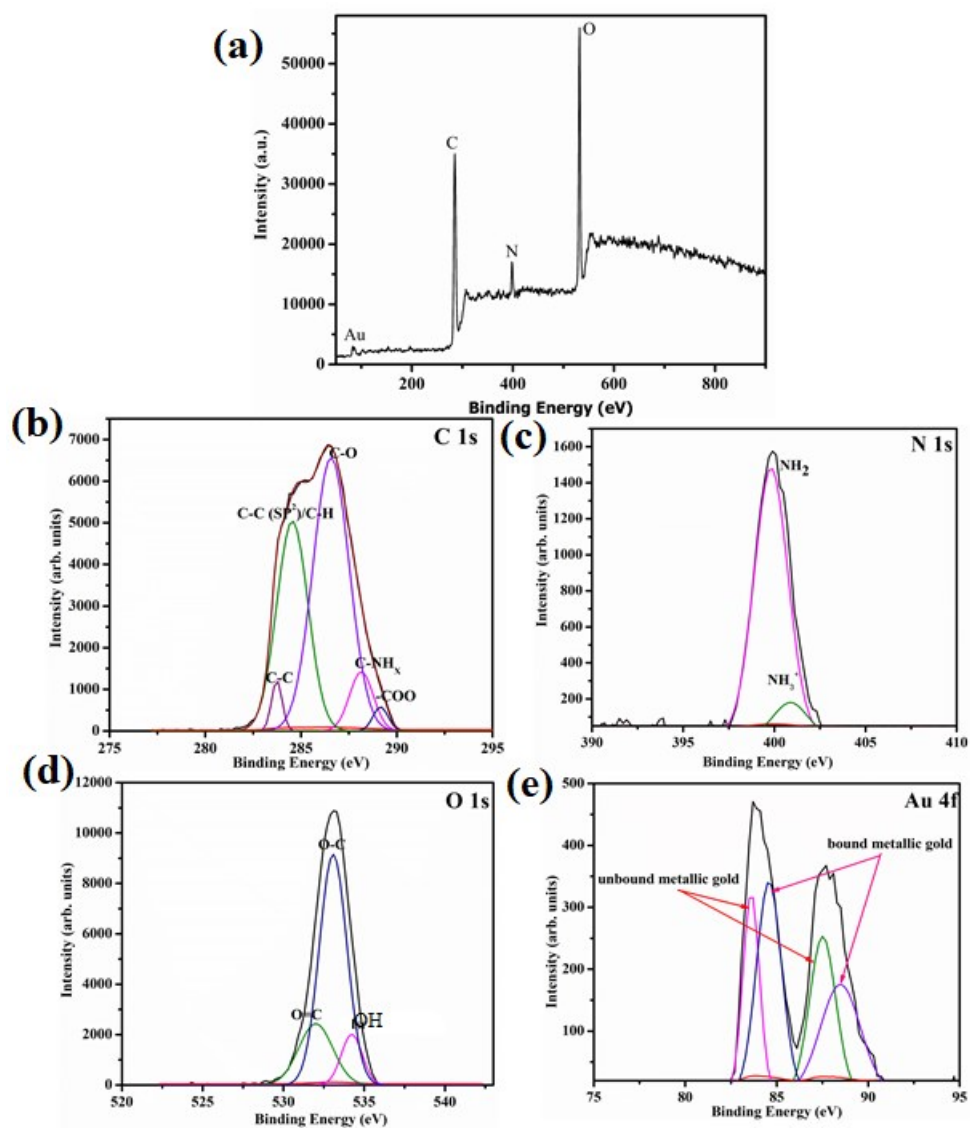 (a)
O
C
N
Au
50000
40000
30000
20000
10000
0
Intensity (a.u.)
200 400 600 800
Binding Energy (eV)
(b)
C 1s
C-O
C-C (SP²)/C-H
C-C
C-NHX
-COO
7000
6000
5000
4000
3000
2000
1000
0
Intensity (arb. units)
275 280 285 290 295
Binding Energy (eV)
(c)
N 1s
NH2
NH3+
1600
1400
1200
1000
800
600
400
200
Intensity (arb. units)
390 395 400 405 410
Binding Energy (eV)
(d)
O 1s
O-C
O=C
OH
12000
10000
8000
6000
4000
2000
0
Intensity (arb. units)
520 525 530 535 540
Binding Energy (eV)
(e)
Au 4f
bound metallic gold
unbound metallic gold
500
400
300
200
100
Intensity (arb. units)
75 80 85 90 95
Binding Energy (eV)